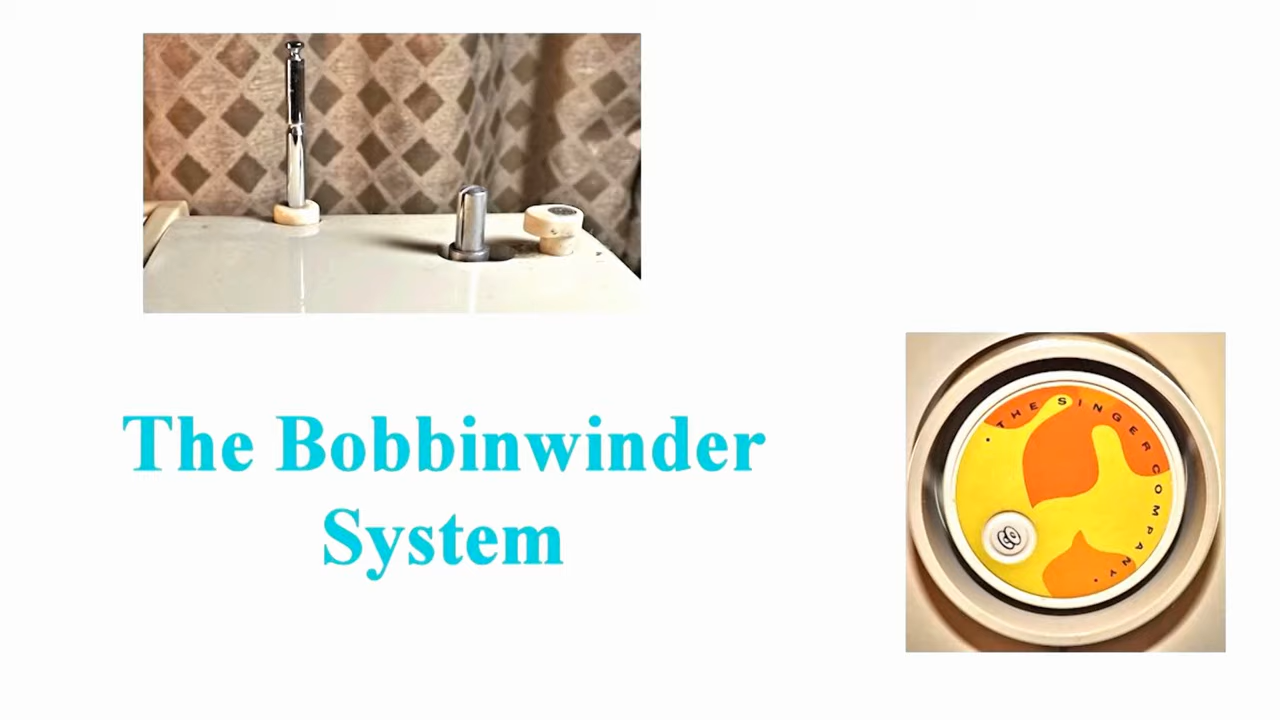 The Bobbinwinder
System
• THE SINGER COMPANY •